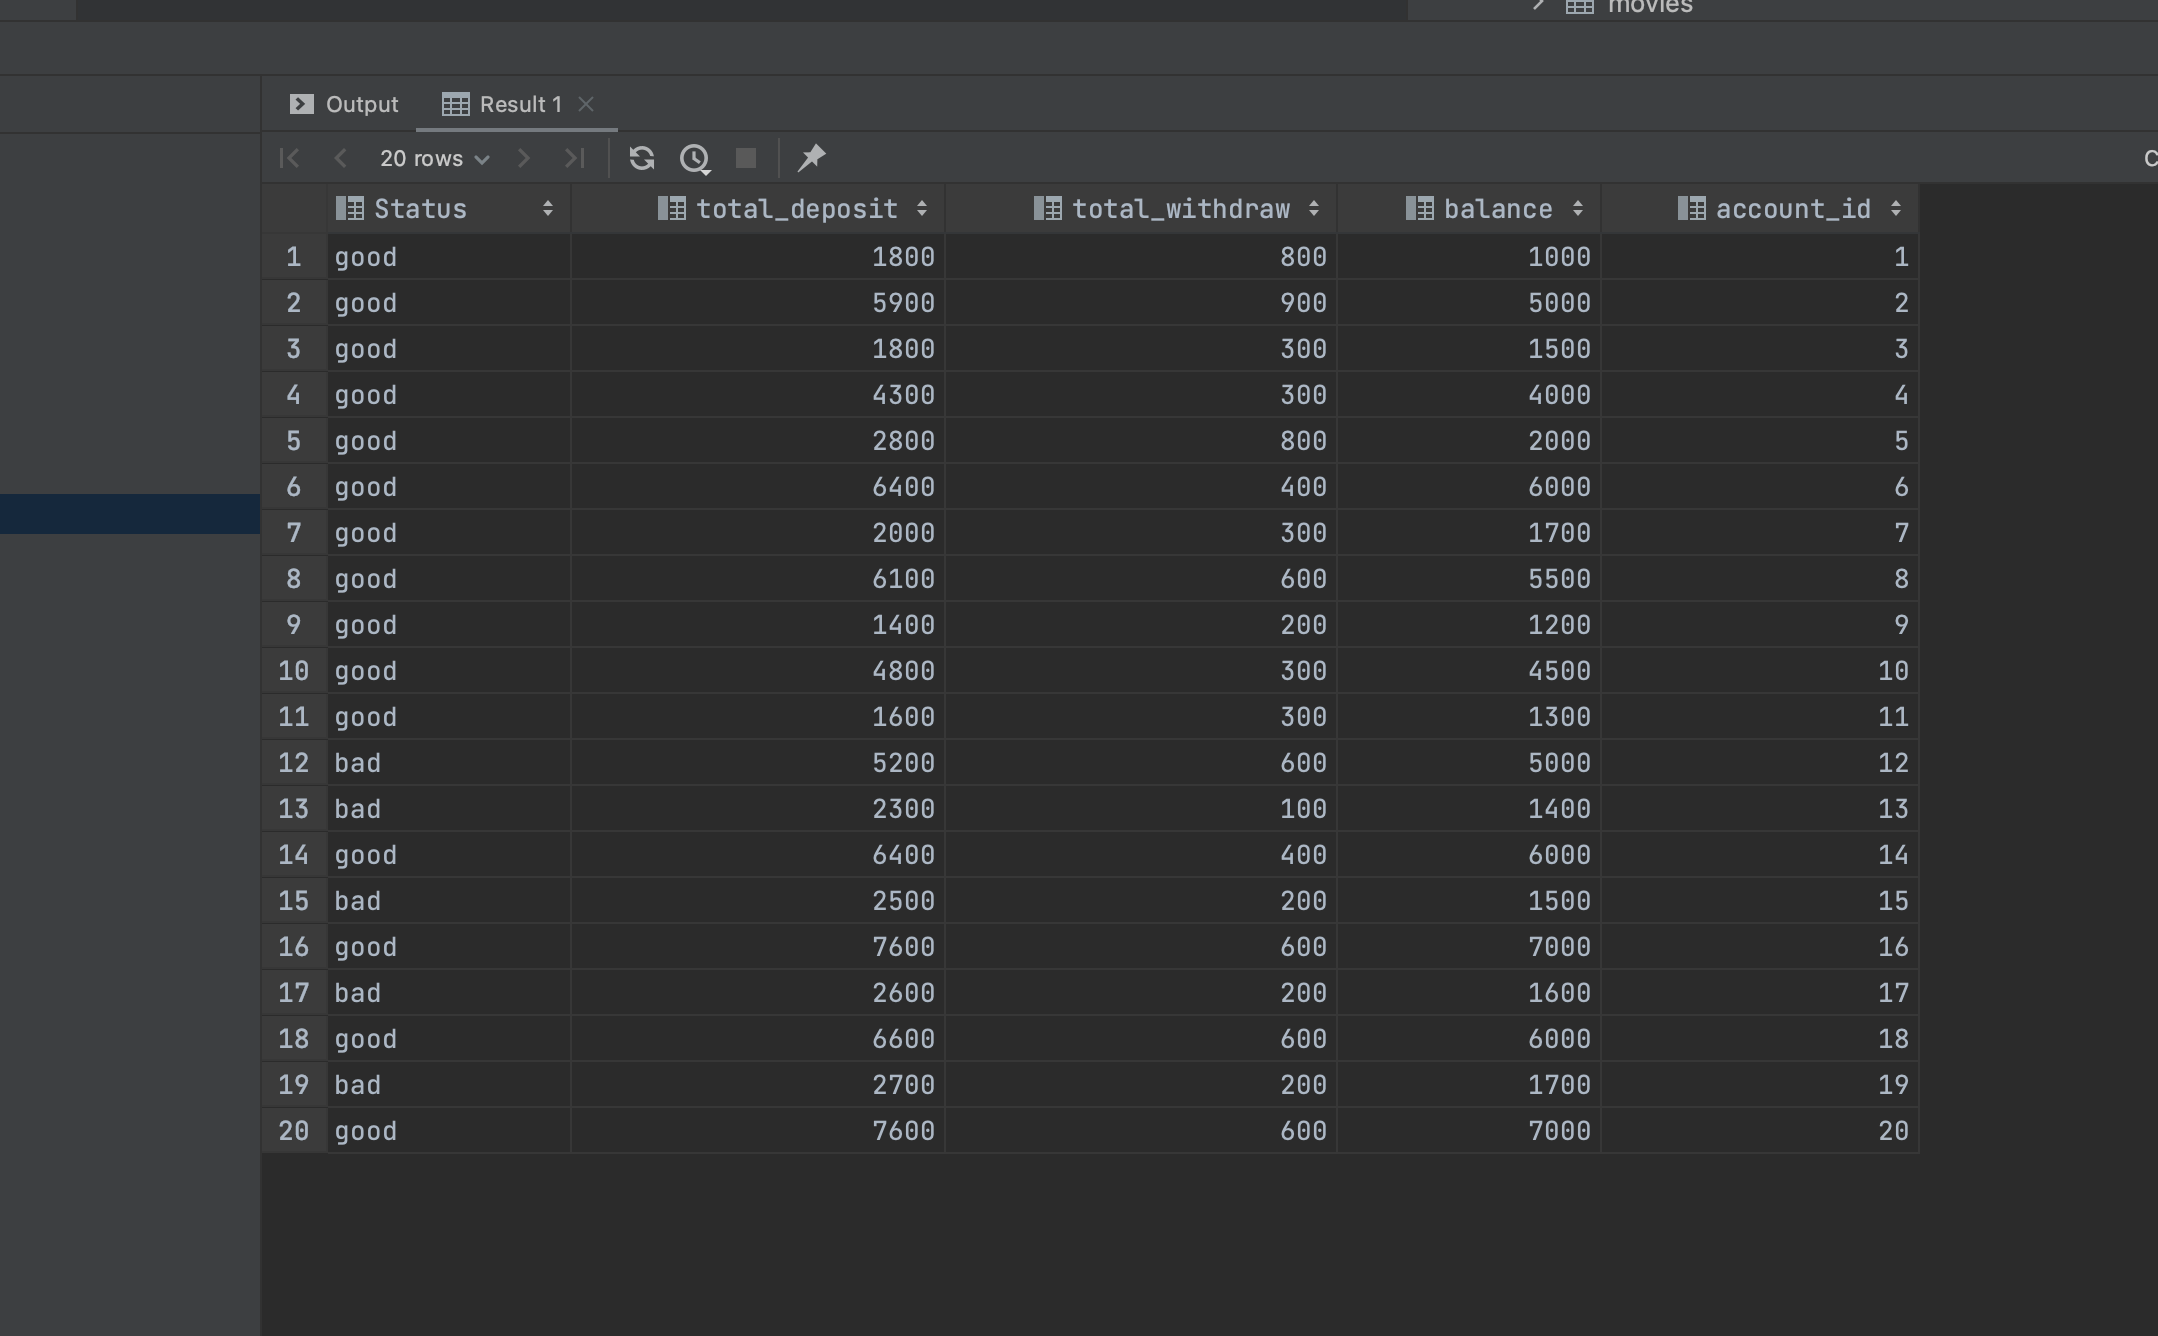 movies
Output Result 1
20 rows
Status total_deposit total_withdraw balance account_id
1 good 1800 800 1000 1
2 good 5900 900 5000 2
3 good 1800 300 1500 3
4 good 4300 300 4000 4
5 good 2800 800 2000 5
6 good 6400 400 6000 6
7 good 2000 300 1700 7
8 good 6100 600 5500 8
9 good 1400 200 1200 9
10 good 4800 300 4500 10
11 good 1600 300 1300 11
12 bad 5200 600 5000 12
13 bad 2300 100 1400 13
14 good 6400 400 6000 14
15 bad 2500 200 1500 15
16 good 7600 600 7000 16
17 bad 2600 200 1600 17
18 good 6600 600 6000 18
19 bad 2700 200 1700 19
20 good 7600 600 7000 20